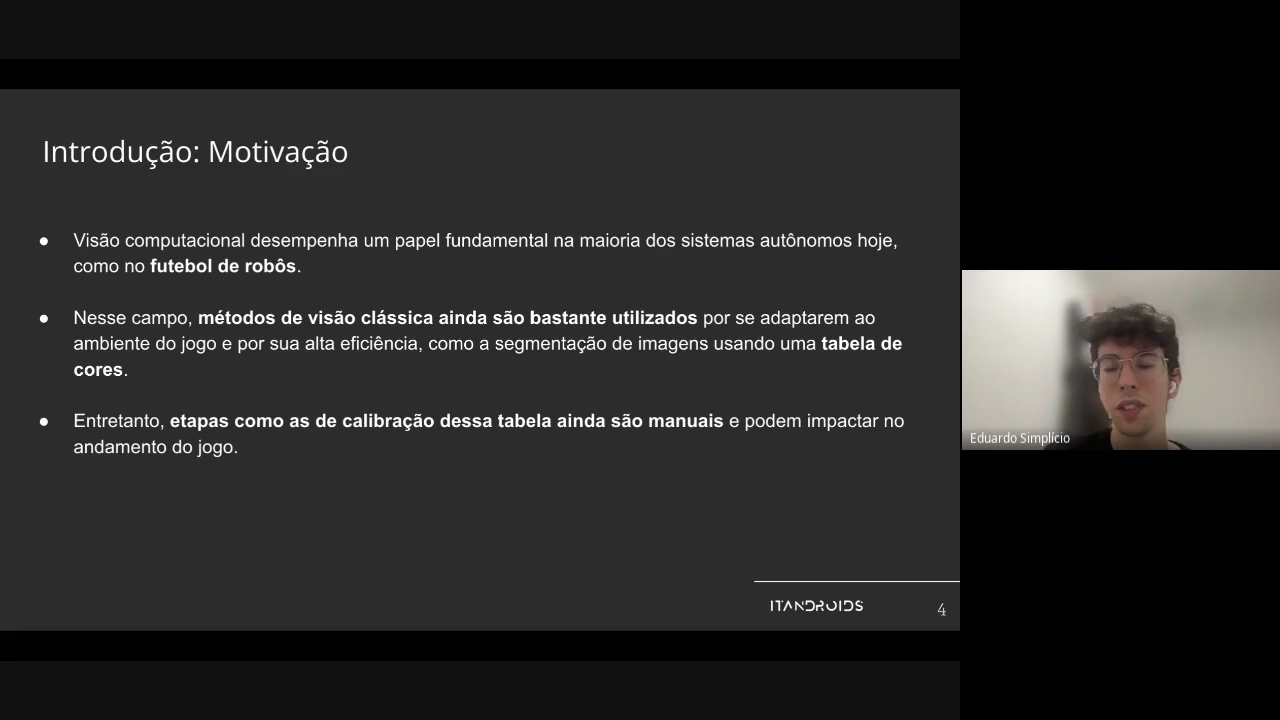 Introdução: Motivação
● Visão computacional desempenha um papel fundamental na maioria dos sistemas autônomos hoje,
como no futebol de robôs.
● Nesse campo, métodos de visão clássica ainda são bastante utilizados por se adaptarem ao
ambiente do jogo e por sua alta eficiência, como a segmentação de imagens usando uma tabela de
cores.
● Entretanto, etapas como as de calibração dessa tabela ainda são manuais e podem impactar no
andamento do jogo.
ITANDROIDS
4
Eduardo Simplício